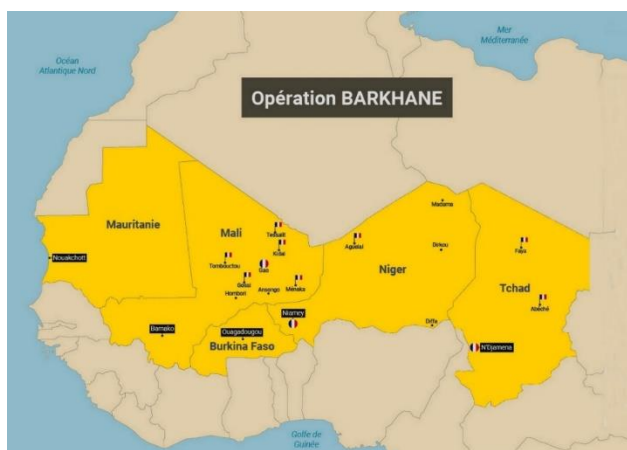 Océan
Atlantique Nord
Mer
Méditerranée
Opération BARKHANE
Mauritanie
Nouakchott
Mali
Tessalit
Kidal
Tombouctou
Gao
Gossi
Ménaka
Hombori
Ansongo
Bamako
Ouagadougou
Burkina Faso
Niamey
Niger
Madama
Dirkou
Diffa
Tchad
Faya
Abéché
N'Djamena
Golfe de
Guinée